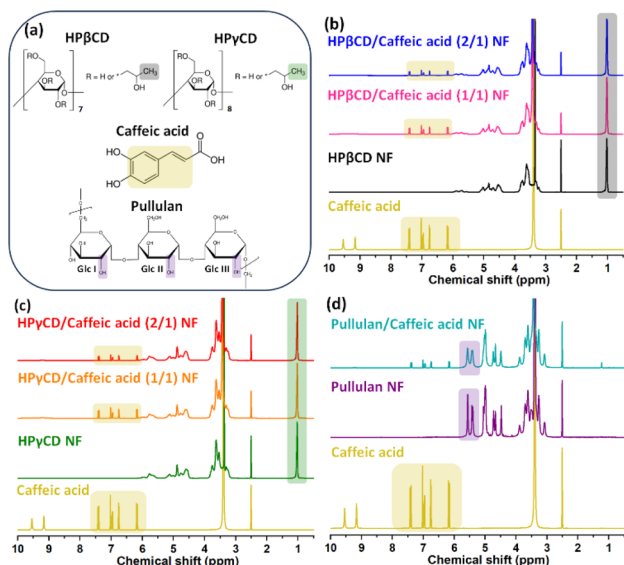 (a)
HPβCD
HPγCD
RO
O
RO
OR
O
7
R = H or
CH3
OH
RO
O
RO
OR
O
8
R = H or
CH3
OH
Caffeic acid
HO
HO
O
OH
Pullulan
Glc I
Glc II
Glc III
(b)
HPβCD/Caffeic acid (2/1) NF
HPβCD/Caffeic acid (1/1) NF
HPβCD NF
Caffeic acid
10 9 8 7 6 5 4 3 2 1
Chemical shift (ppm)
(c)
HPγCD/Caffeic acid (2/1) NF
HPγCD/Caffeic acid (1/1) NF
HPγCD NF
Caffeic acid
10 9 8 7 6 5 4 3 2 1
Chemical shift (ppm)
(d)
Pullulan/Caffeic acid NF
Pullulan NF
Caffeic acid
10 9 8 7 6 5 4 3 2 1
Chemical shift (ppm)